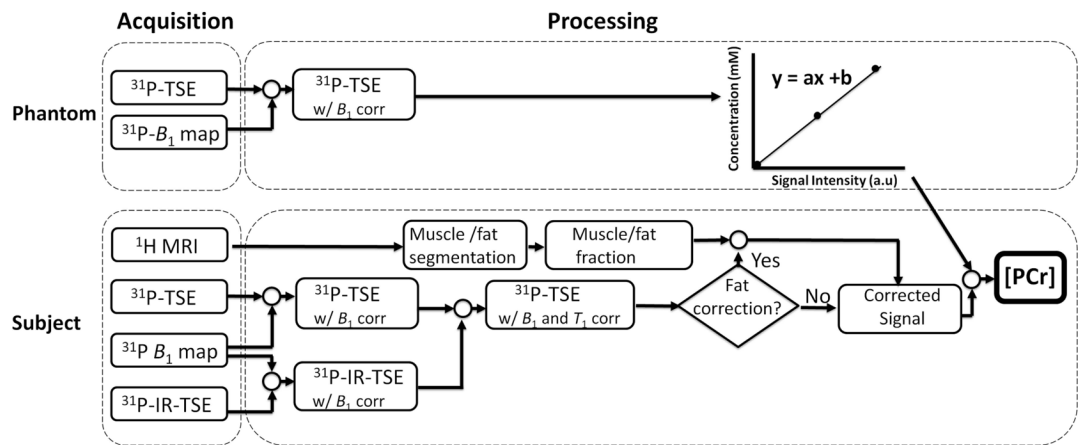 Acquisition
Processing
Phantom
³¹P-TSE
³¹P-B₁ map
³¹P-TSE
w/ B₁ corr
Concentration (mM)
y = ax +b
Signal Intensity (a.u)
Subject
¹H MRI
Muscle /fat
segmentation
Muscle/fat
fraction
Yes
³¹P-TSE
³¹P-TSE
w/ B₁ corr
³¹P-TSE
w/ B₁ and T₁ corr
Fat
correction?
No
Corrected
Signal
[PCr]
³¹P B₁ map
³¹P-IR-TSE
³¹P-IR-TSE
w/ B₁ corr